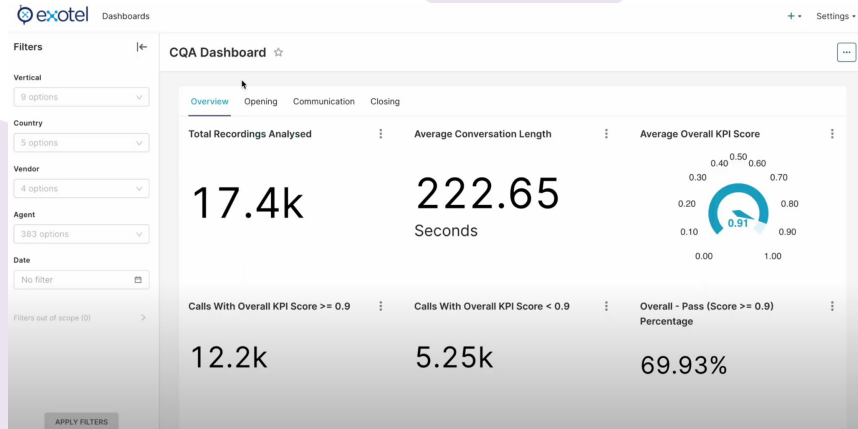 exotel Dashboards
+ Settings
Filters
Vertical
9 options
Country
5 options
Vendor
4 options
Agent
383 options
Date
No filter
Filters out of scope (0)
APPLY FILTERS
CQA Dashboard
...
Overview Opening Communication Closing
Total Recordings Analysed
17.4k
Average Conversation Length
222.65
Seconds
Average Overall KPI Score
0.00
0.10
0.20
0.30
0.40
0.50
0.60
0.70
0.80
0.90
1.00
0.91
Calls With Overall KPI Score >= 0.9
12.2k
Calls With Overall KPI Score < 0.9
5.25k
Overall - Pass (Score >= 0.9)
Percentage
69.93%